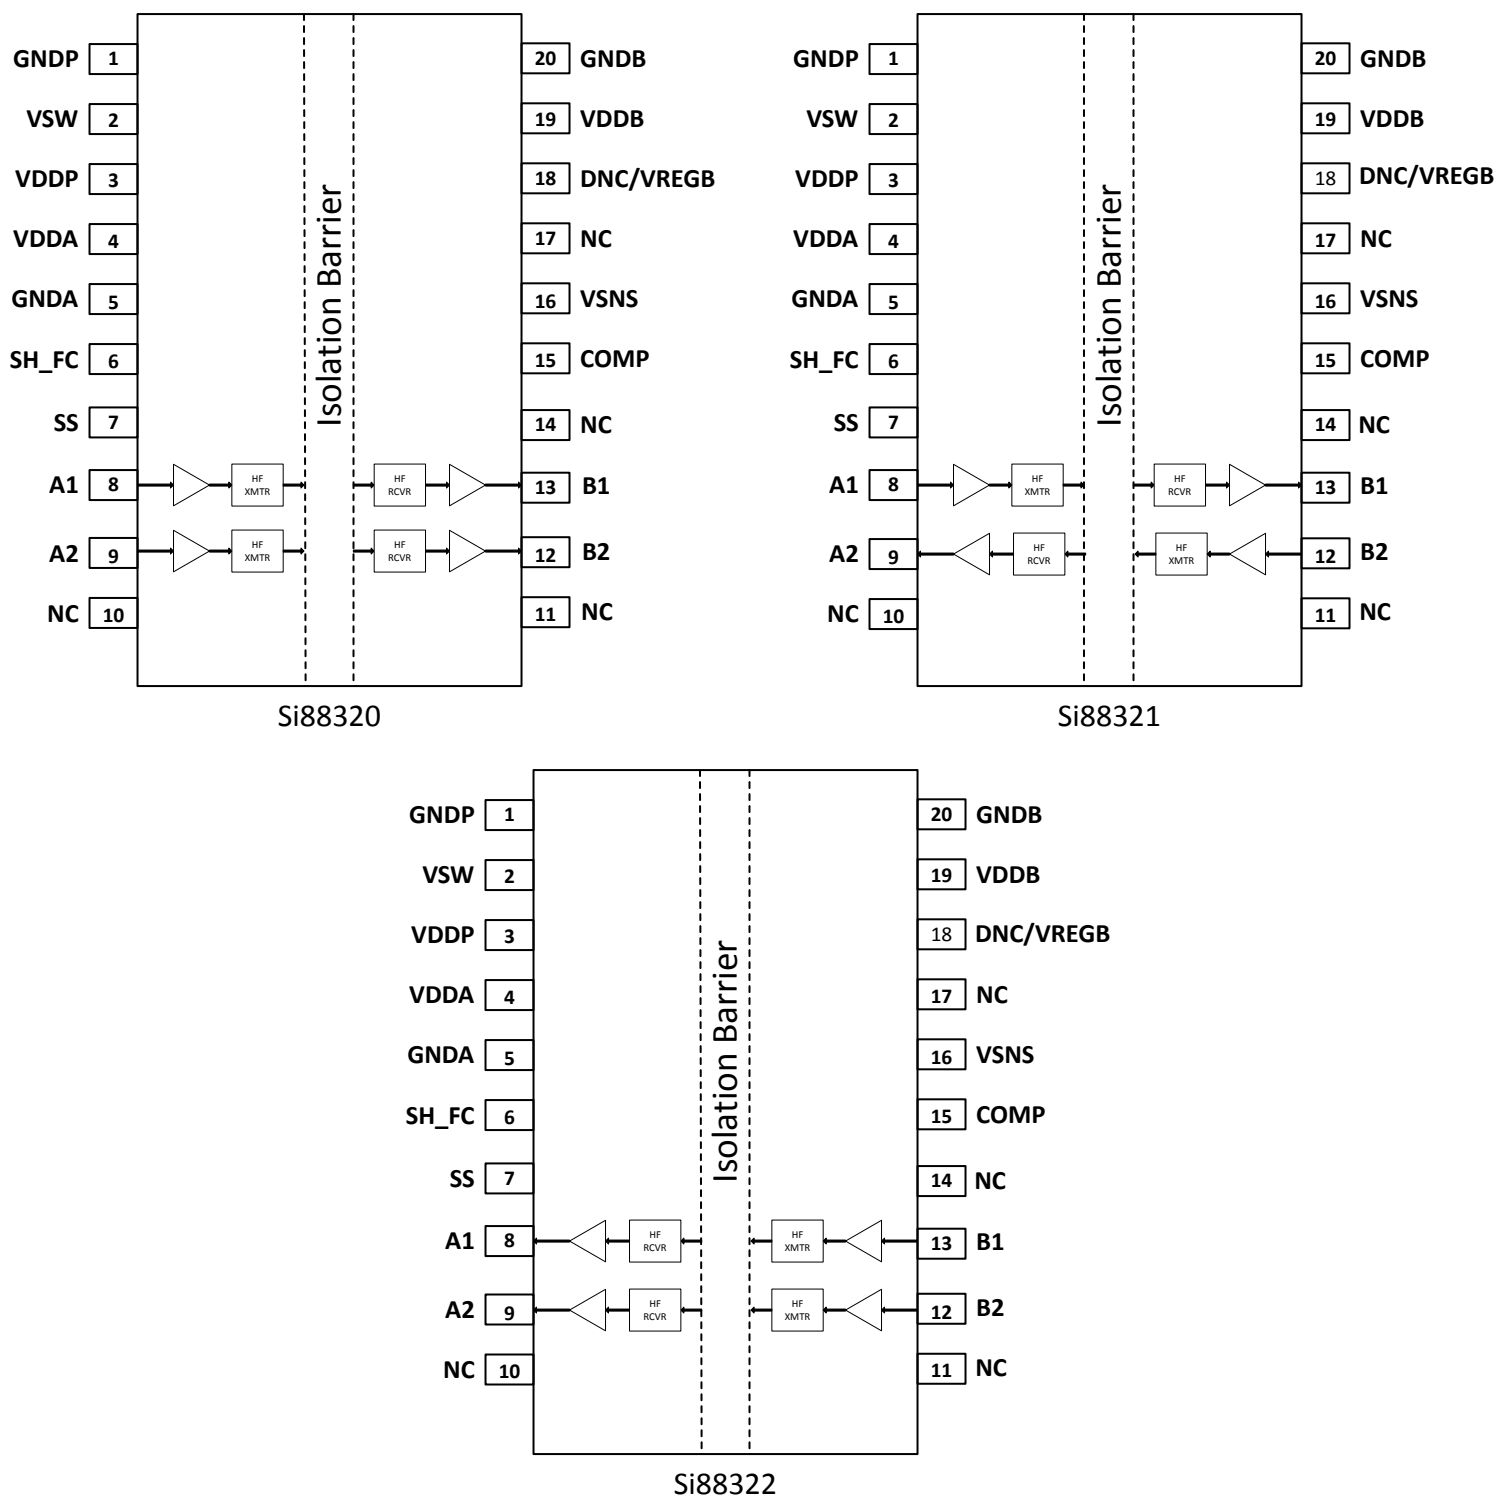 GNDP 1 20 GNDB
VSW 2 19 VDDB
VDDP 3 18 DNC/VREGB
VDDA 4 17 NC
GNDA 5 16 VSNS
SH_FC 6 15 COMP
SS 7 14 NC
A1 8 HF XMTR HF RCVR 13 B1
A2 9 HF XMTR HF RCVR 12 B2
NC 10 11 NC
Isolation Barrier
Si88320
GNDP 1 20 GNDB
VSW 2 19 VDDB
VDDP 3 18 DNC/VREGB
VDDA 4 17 NC
GNDA 5 16 VSNS
SH_FC 6 15 COMP
SS 7 14 NC
A1 8 HF XMTR HF RCVR 13 B1
A2 9 HF RCVR HF XMTR 12 B2
NC 10 11 NC
Isolation Barrier
Si88321
GNDP 1 20 GNDB
VSW 2 19 VDDB
VDDP 3 18 DNC/VREGB
VDDA 4 17 NC
GNDA 5 16 VSNS
SH_FC 6 15 COMP
SS 7 14 NC
A1 8 HF RCVR HF XMTR 13 B1
A2 9 HF RCVR HF XMTR 12 B2
NC 10 11 NC
Isolation Barrier
Si88322